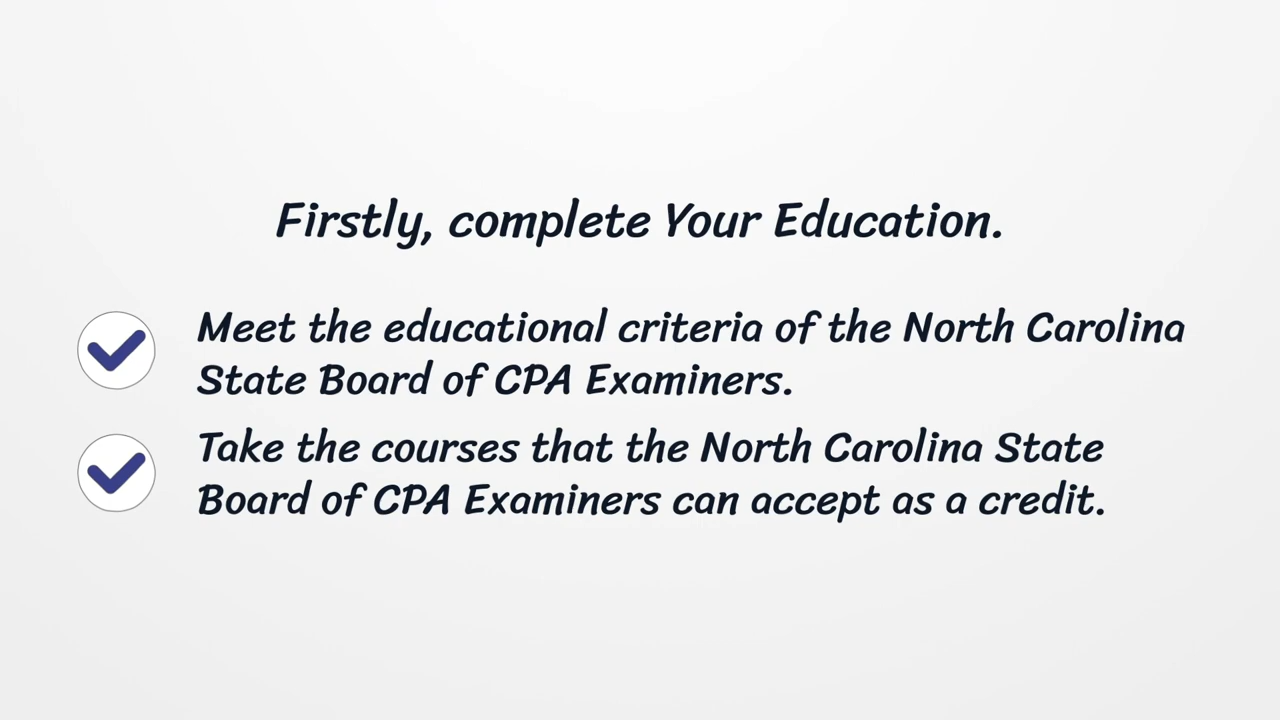 Firstly, complete Your Education.
Meet the educational criteria of the North Carolina
State Board of CPA Examiners.
Take the courses that the North Carolina State
Board of CPA Examiners can accept as a credit.